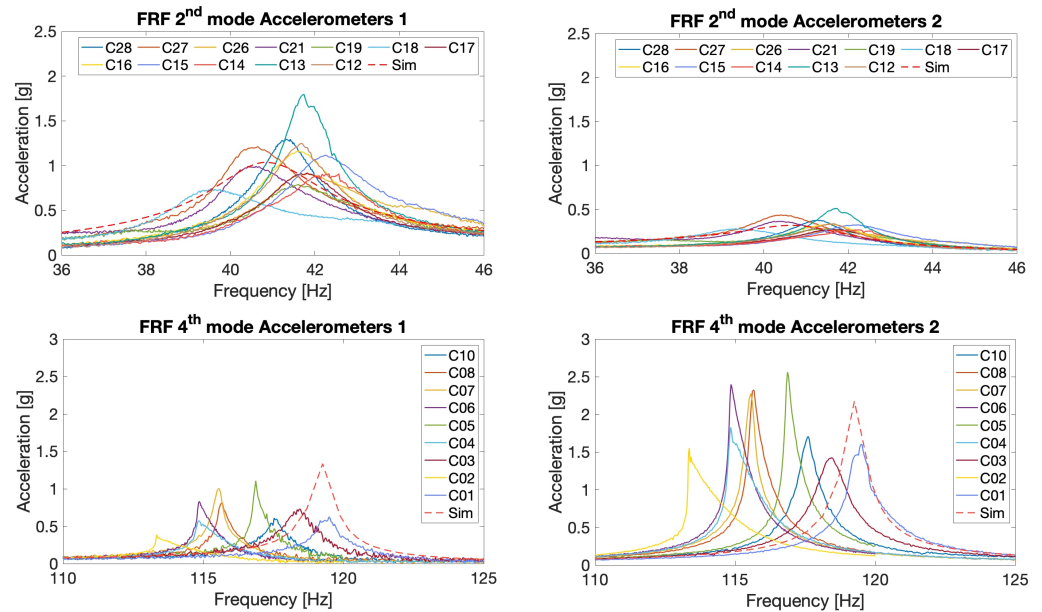 FRF 2nd mode Accelerometers 1
2.5
2
1.5
1
0.5
0
Acceleration [g]
C28 C27 C26 C21 C19 C18 C17
C16 C15 C14 C13 C12 Sim
36 38 40 42 44 46
Frequency [Hz]
FRF 2nd mode Accelerometers 2
2.5
2
1.5
1
0.5
0
Acceleration [g]
C28 C27 C26 C21 C19 C18 C17
C16 C15 C14 C13 C12 Sim
36 38 40 42 44 46
Frequency [Hz]
FRF 4th mode Accelerometers 1
3
2.5
2
1.5
1
0.5
0
Acceleration [g]
C10
C08
C07
C06
C05
C04
C03
C02
C01
Sim
110 115 120 125
Frequency [Hz]
FRF 4th mode Accelerometers 2
3
2.5
2
1.5
1
0.5
0
Acceleration [g]
C10
C08
C07
C06
C05
C04
C03
C02
C01
Sim
110 115 120 125
Frequency [Hz]